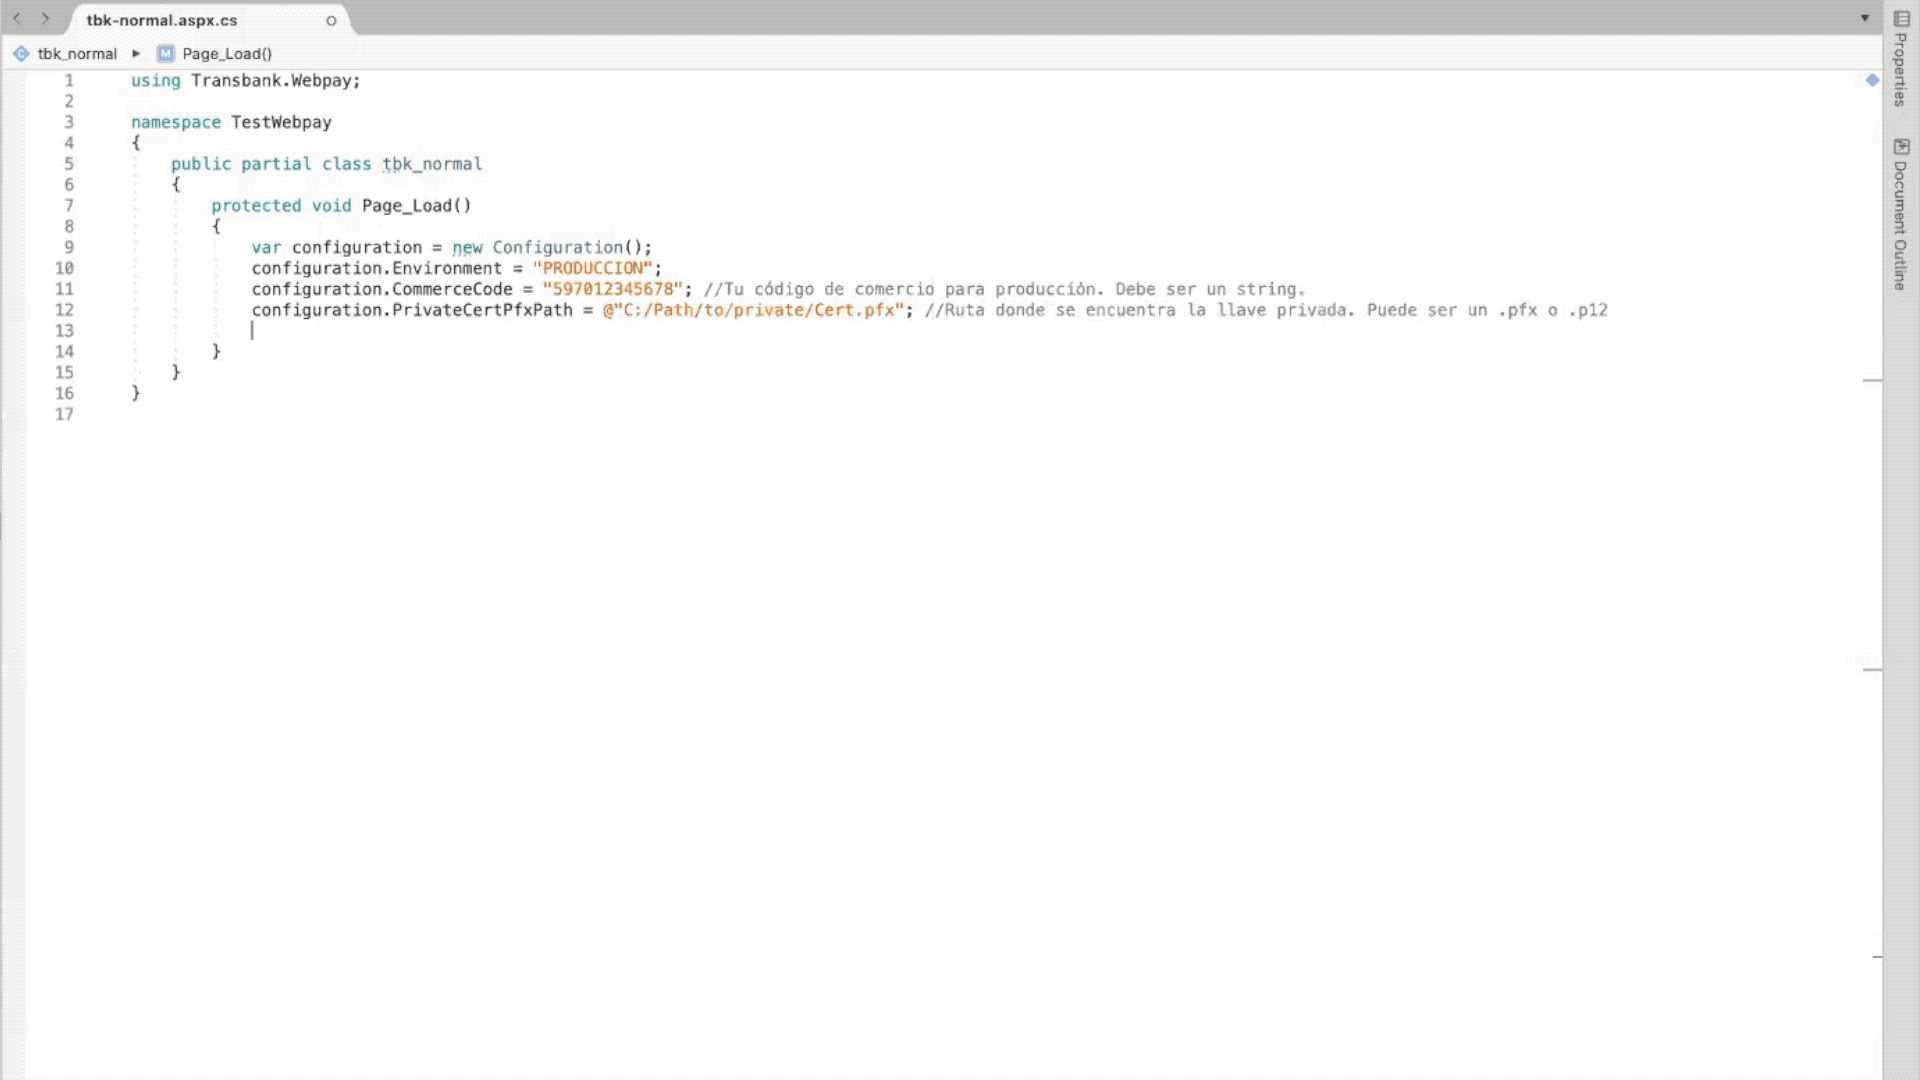 tbk-normal.aspx.cs
tbk_normal ▸ M Page_Load()
1 using Transbank.Webpay;
2
3 namespace TestWebpay
4 {
5 public partial class tbk_normal
6 {
7 protected void Page_Load()
8 {
9 var configuration = new Configuration();
10 configuration.Environment = "PRODUCCION";
11 configuration.CommerceCode = "597012345678"; //Tu código de comercio para producción. Debe ser un string.
12 configuration.PrivateCertPfxPath = @"C:/Path/to/private/Cert.pfx"; //Ruta donde se encuentra la llave privada. Puede ser un .pfx o .p12
13
14 }
15 }
16 }
17
Properties
Document Outline